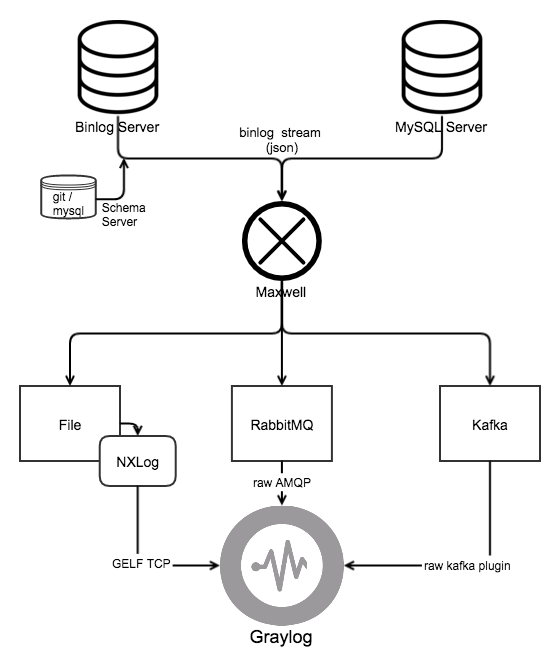 Binlog Server
MySQL Server
binlog stream
(json)
git /
mysql
Schema
Server
Maxwell
File
RabbitMQ
Kafka
NXLog
raw AMQP
GELF TCP
raw kafka plugin
Graylog